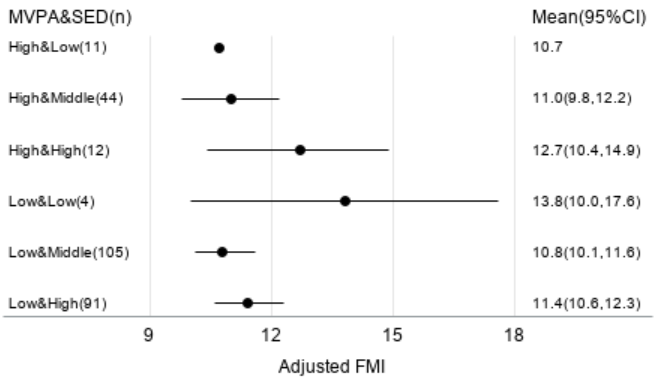 MVPA&SED(n) Mean(95%CI)
High&Low(11) 10.7
High&Middle(44) 11.0(9.8,12.2)
High&High(12) 12.7(10.4,14.9)
Low&Low(4) 13.8(10.0,17.6)
Low&Middle(105) 10.8(10.1,11.6)
Low&High(91) 11.4(10.6,12.3)
9 12 15 18
Adjusted FMI